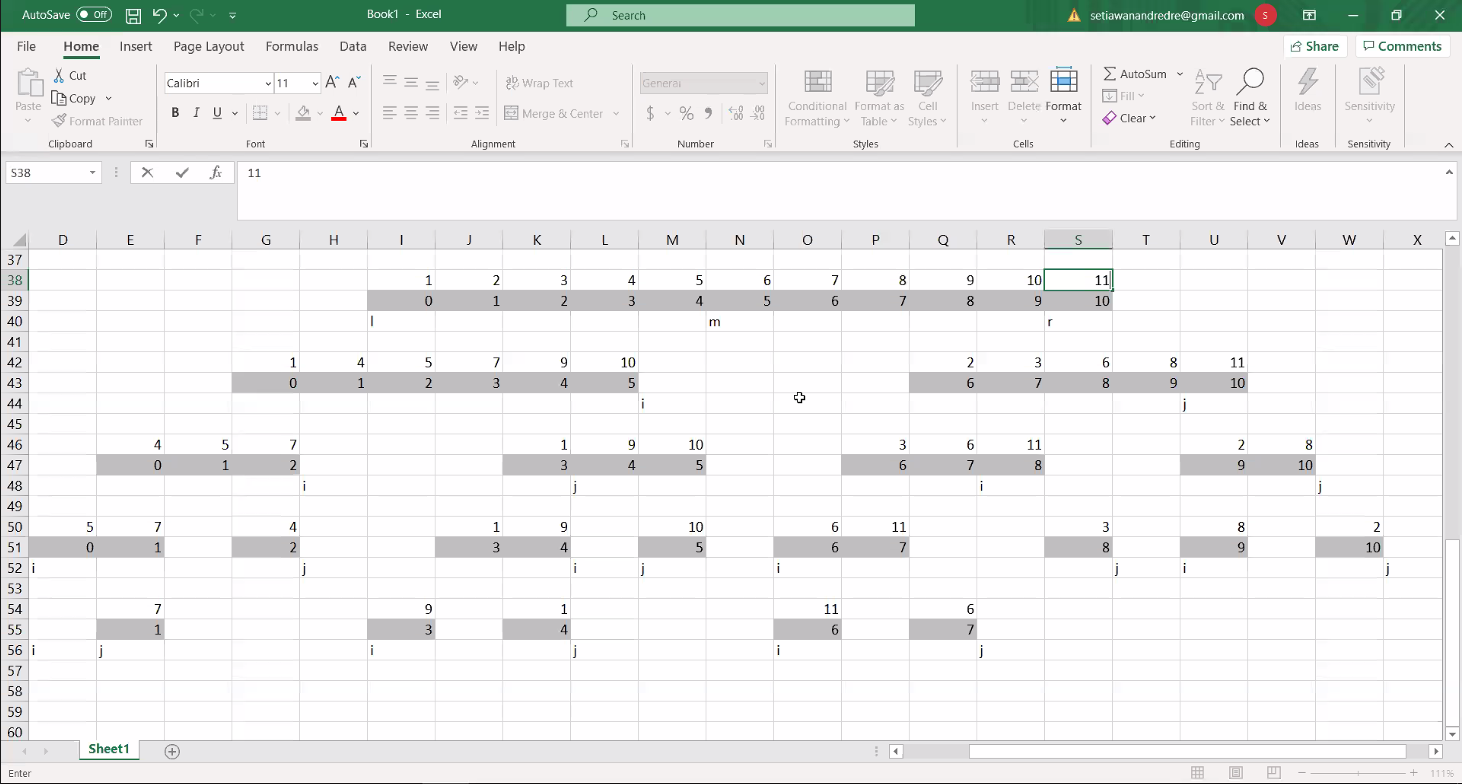 AutoSave Off Book1 - Excel Search setiawanandredre@gmail.com S
File Home Insert Page Layout Formulas Data Review View Help Share Comments
Paste Cut Copy Format Painter
Calibri 11 A A B I U A
Wrap Text Merge & Center
General $ % 9
Conditional Formatting Format as Table Cell Styles
Insert Delete Format
AutoSum Fill Clear Sort & Filter Find & Select
Ideas Sensitivity
Clipboard Font Alignment Number Styles Cells Editing Ideas Sensitivity
S38 fx 11
D E F G H I J K L M N O P Q R S T U V W X
37
38 1 2 3 4 5 6 7 8 9 10 11
39 0 1 2 3 4 5 6 7 8 9 10
40 l m r
41
42 1 4 5 7 9 10 2 3 6 8 11
43 0 1 2 3 4 5 6 7 8 9 10
44 i j
45
46 4 5 7 1 9 10 3 6 11 2 8
47 0 1 2 3 4 5 6 7 8 9 10
48 i j i j
49
50 5 7 4 1 9 10 6 11 3 8 2
51 0 1 2 3 4 5 6 7 8 9 10
52 i j i j i j i j
53
54 7 9 1 11 6
55 1 3 4 6 7
56 i j i j i j
57
58
59
60
Sheet1
Enter 111%